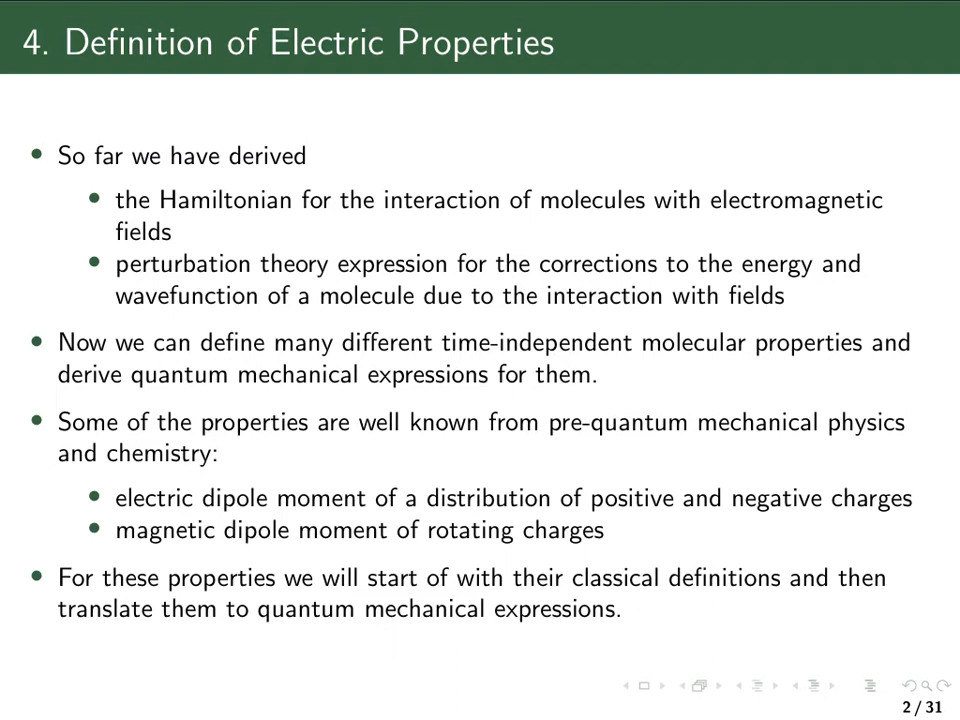 4. Definition of Electric Properties
• So far we have derived
• the Hamiltonian for the interaction of molecules with electromagnetic
fields
• perturbation theory expression for the corrections to the energy and
wavefunction of a molecule due to the interaction with fields
• Now we can define many different time-independent molecular properties and
derive quantum mechanical expressions for them.
• Some of the properties are well known from pre-quantum mechanical physics
and chemistry:
• electric dipole moment of a distribution of positive and negative charges
• magnetic dipole moment of rotating charges
• For these properties we will start of with their classical definitions and then
translate them to quantum mechanical expressions.
2 / 31